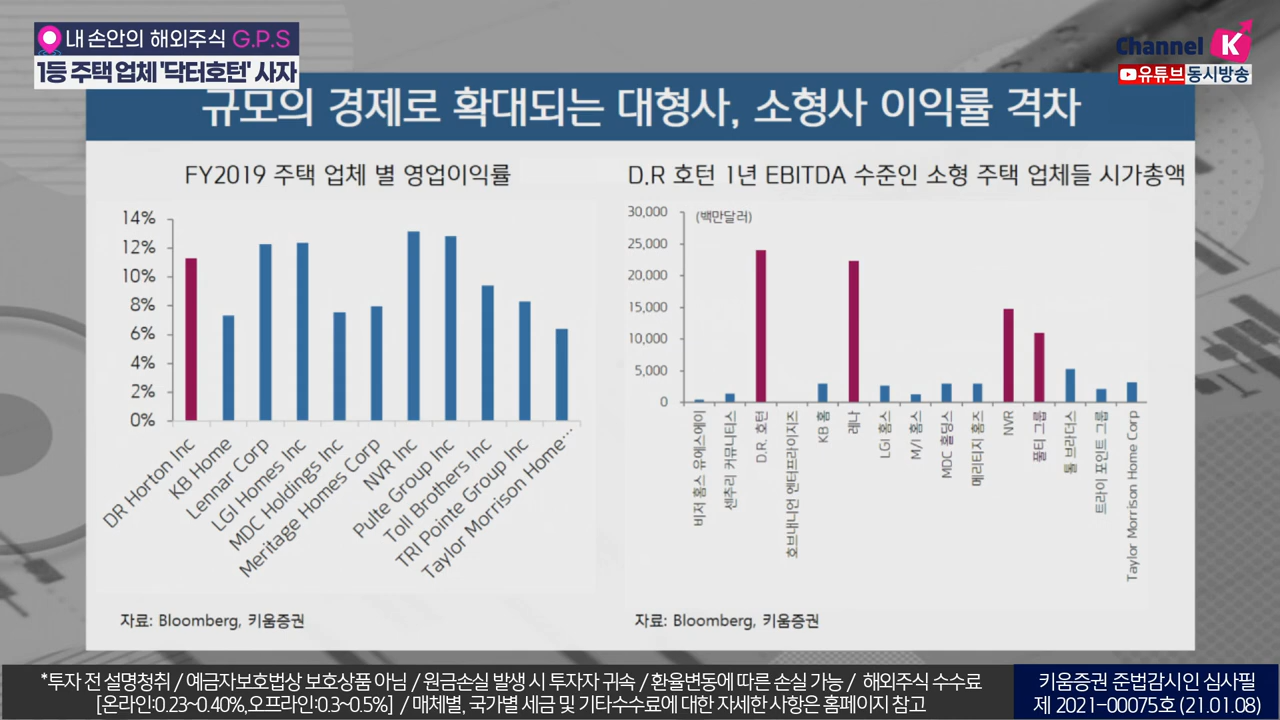 내 손안의 해외주식 G.P.S
1등 주택 업체 '닥터호턴' 사자
Channel K
유튜브동시방송
규모의 경제로 확대되는 대형사, 소형사 이익률 격차
FY2019 주택 업체 별 영업이익률
14%
12%
10%
8%
6%
4%
2%
0%
DR Horton Inc
KB Home
Lennar Corp
LGI Homes Inc
MDC Holdings Inc
Meritage Homes Corp
NVR Inc
Pulte Group Inc
Toll Brothers Inc
TRI Pointe Group Inc
Taylor Morrison Home…
자료: Bloomberg, 키움증권
D.R 호턴 1년 EBITDA 수준인 소형 주택 업체들 시가총액
(백만달러)
30,000
25,000
20,000
15,000
10,000
5,000
0
비저 홈스 유에스에이
센추리 커뮤니티스
D.R. 호턴
호브내니언 엔터프라이즈
KB 홈
레나
LGI 홈스
M/I 홈스
MDC 홀딩스
메리티지 홈즈
NVR
풀티 그룹
톨 브라더스
트라이 포인트 그룹
Taylor Morrison Home Corp
자료: Bloomberg, 키움증권
*투자 전 설명청취 / 예금자보호법상 보호상품 아님 / 원금손실 발생 시 투자자 귀속 / 환율변동에 따른 손실 가능 / 해외주식 수수료
[온라인:0.23~0.40%,오프라인:0.3~0.5%] / 매체별, 국가별 세금 및 기타수수료에 대한 자세한 사항은 홈페이지 참고
키움증권 준법감시인 심사필
제 2021-00075호 (21.01.08)